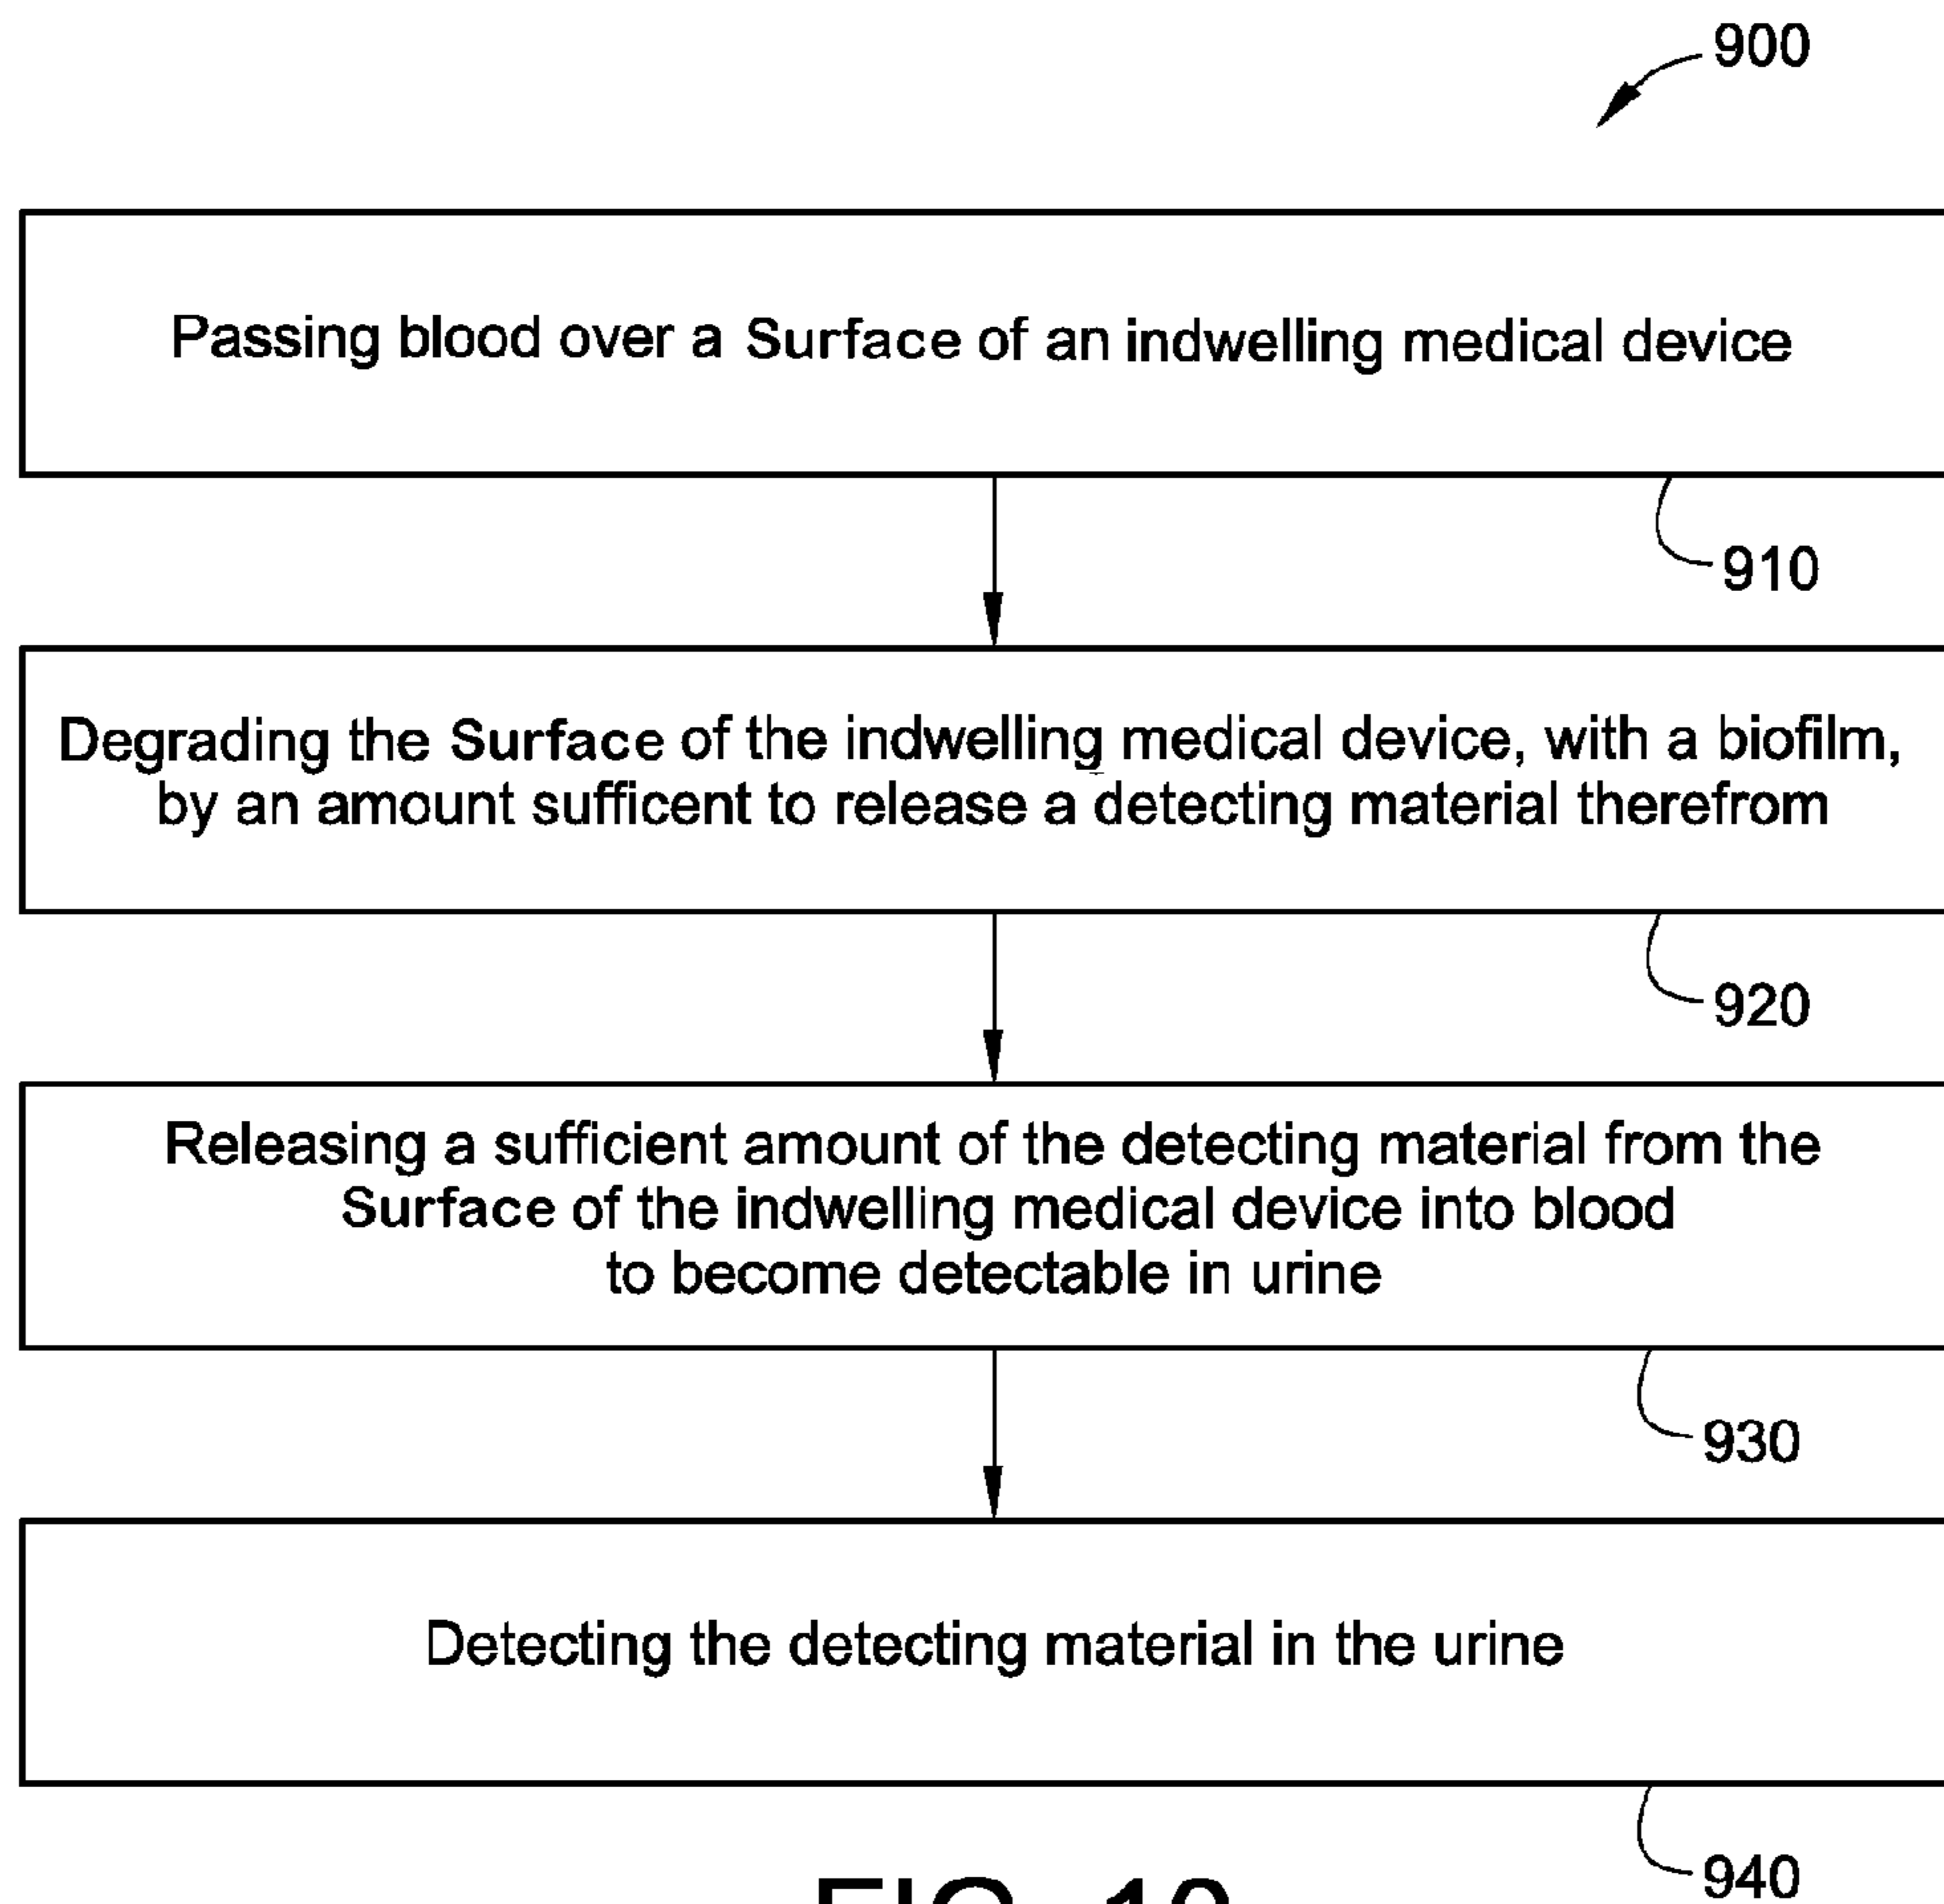 900
Passing blood over a Surface of an indwelling medical device
910
Degrading the Surface of the indwelling medical device, with a biofilm,
by an amount sufficent to release a detecting material therefrom
920
Releasing a sufficient amount of the detecting material from the
Surface of the indwelling medical device into blood
to become detectable in urine
930
Detecting the detecting material in the urine
940
FIG.